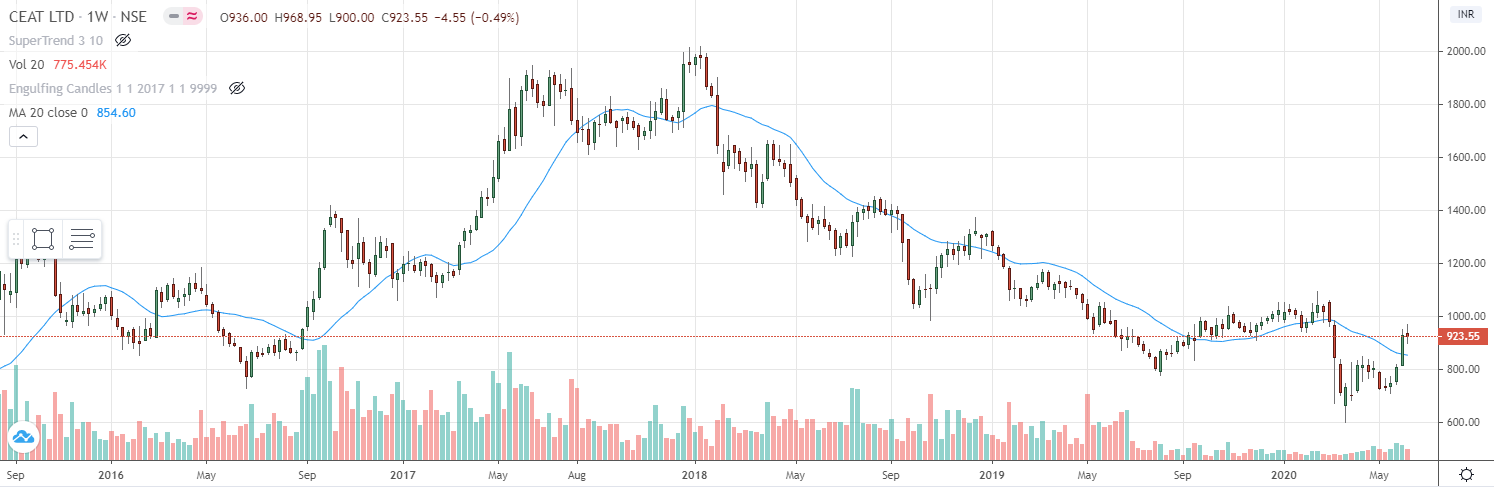 CEAT LTD · 1W · NSE O936.00 H968.95 L900.00 C923.55 −4.55 (−0.49%) INR
SuperTrend 3 10
Vol 20 775.454K
Engulfing Candles 1 1 2017 1 1 9999
MA 20 close 0 854.60
2000.00
1800.00
1600.00
1400.00
1200.00
1000.00
923.55
800.00
600.00
Sep 2016 May Sep 2017 May Aug 2018 May Sep 2019 May Sep 2020 May